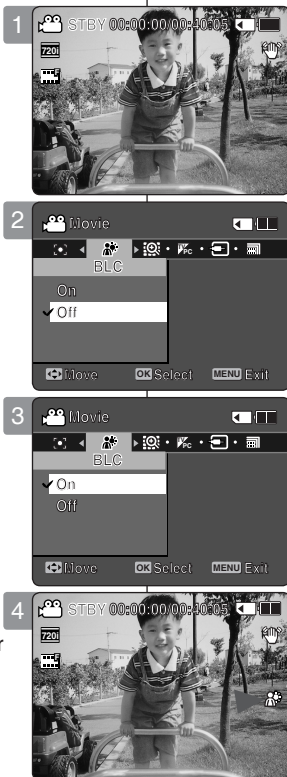 1
STBY 00:00:00/00:40:05
720i
2
Movie
BLC
On
Off
Move OK Select MENU Exit
3
Movie
BLC
On
Off
Move OK Select MENU Exit
4
STBY 00:00:00/00:40:05
720i
r